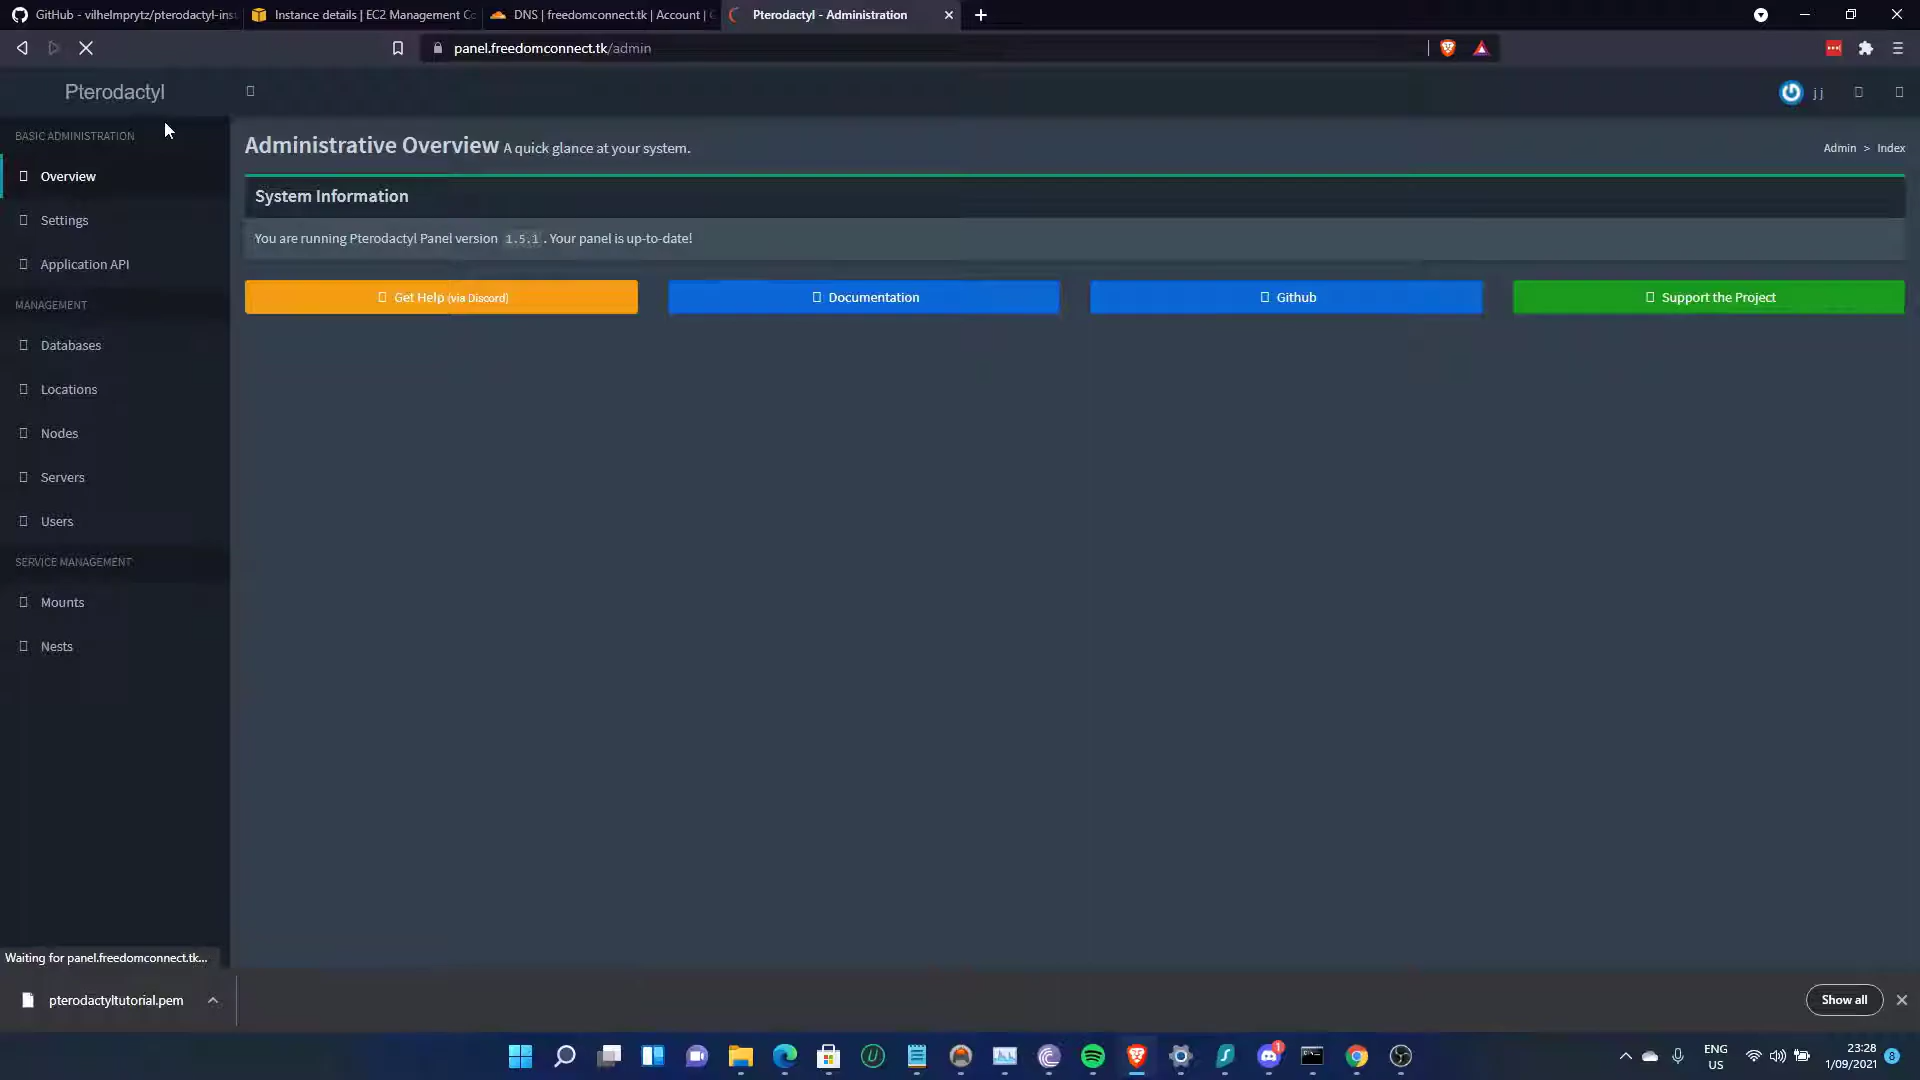 GitHub - vilhelmprytz/pterodactyl-ins
Instance details | EC2 Management Co
DNS | freedomconnect.tk | Account | C
Pterodactyl - Administration
panel.freedomconnect.tk/admin
Pterodactyl
j j
BASIC ADMINISTRATION
Overview
Settings
Application API
MANAGEMENT
Databases
Locations
Nodes
Servers
Users
SERVICE MANAGEMENT
Mounts
Nests
Administrative Overview A quick glance at your system.
Admin > Index
System Information
You are running Pterodactyl Panel version 1.5.1. Your panel is up-to-date!
Get Help (via Discord)
Documentation
Github
Support the Project
Waiting for panel.freedomconnect.tk...
pterodactyltutorial.pem
Show all
1
ENG
US
23:28
1/09/2021
8